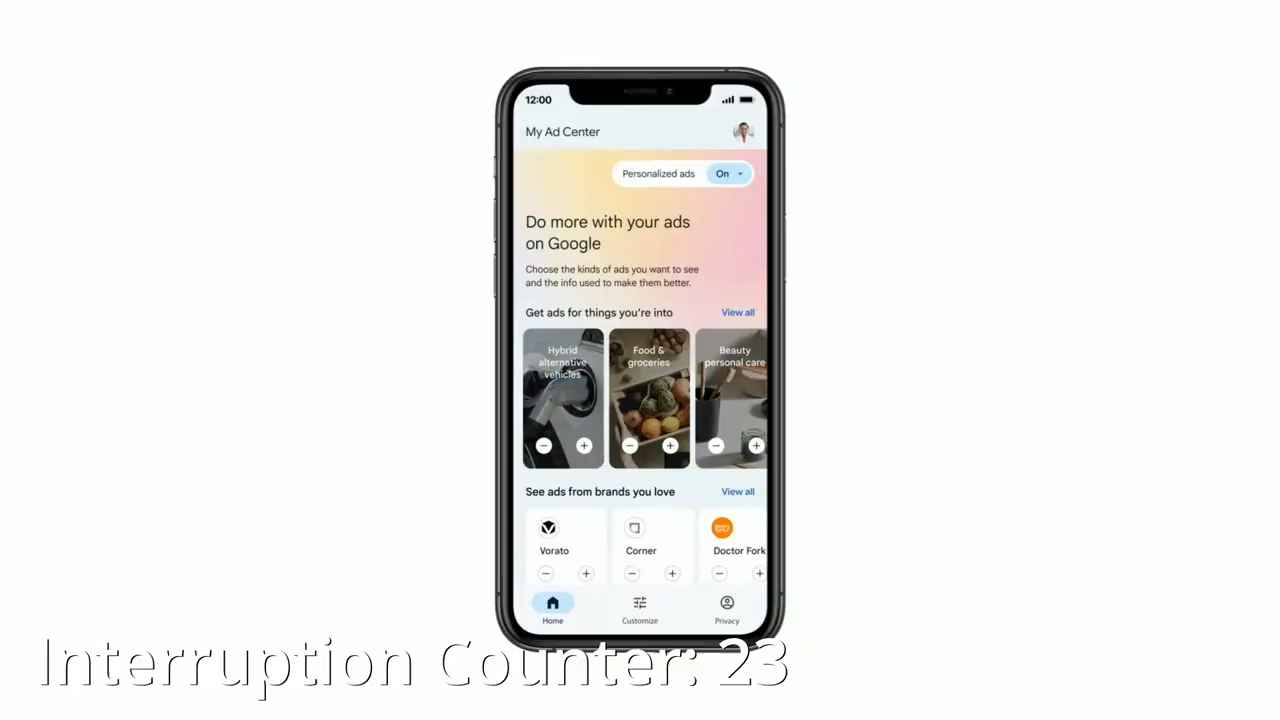 12:00
My Ad Center
Personalized ads On
Do more with your ads
on Google
Choose the kinds of ads you want to see
and the info used to make them better.
Get ads for things you're into View all
Hybrid
alternative
vehicles
Food &
groceries
Beauty
personal care
See ads from brands you love View all
Vorato
Corner
Doctor Fork
Home
Customize
Privacy
Interruption Counter: 23